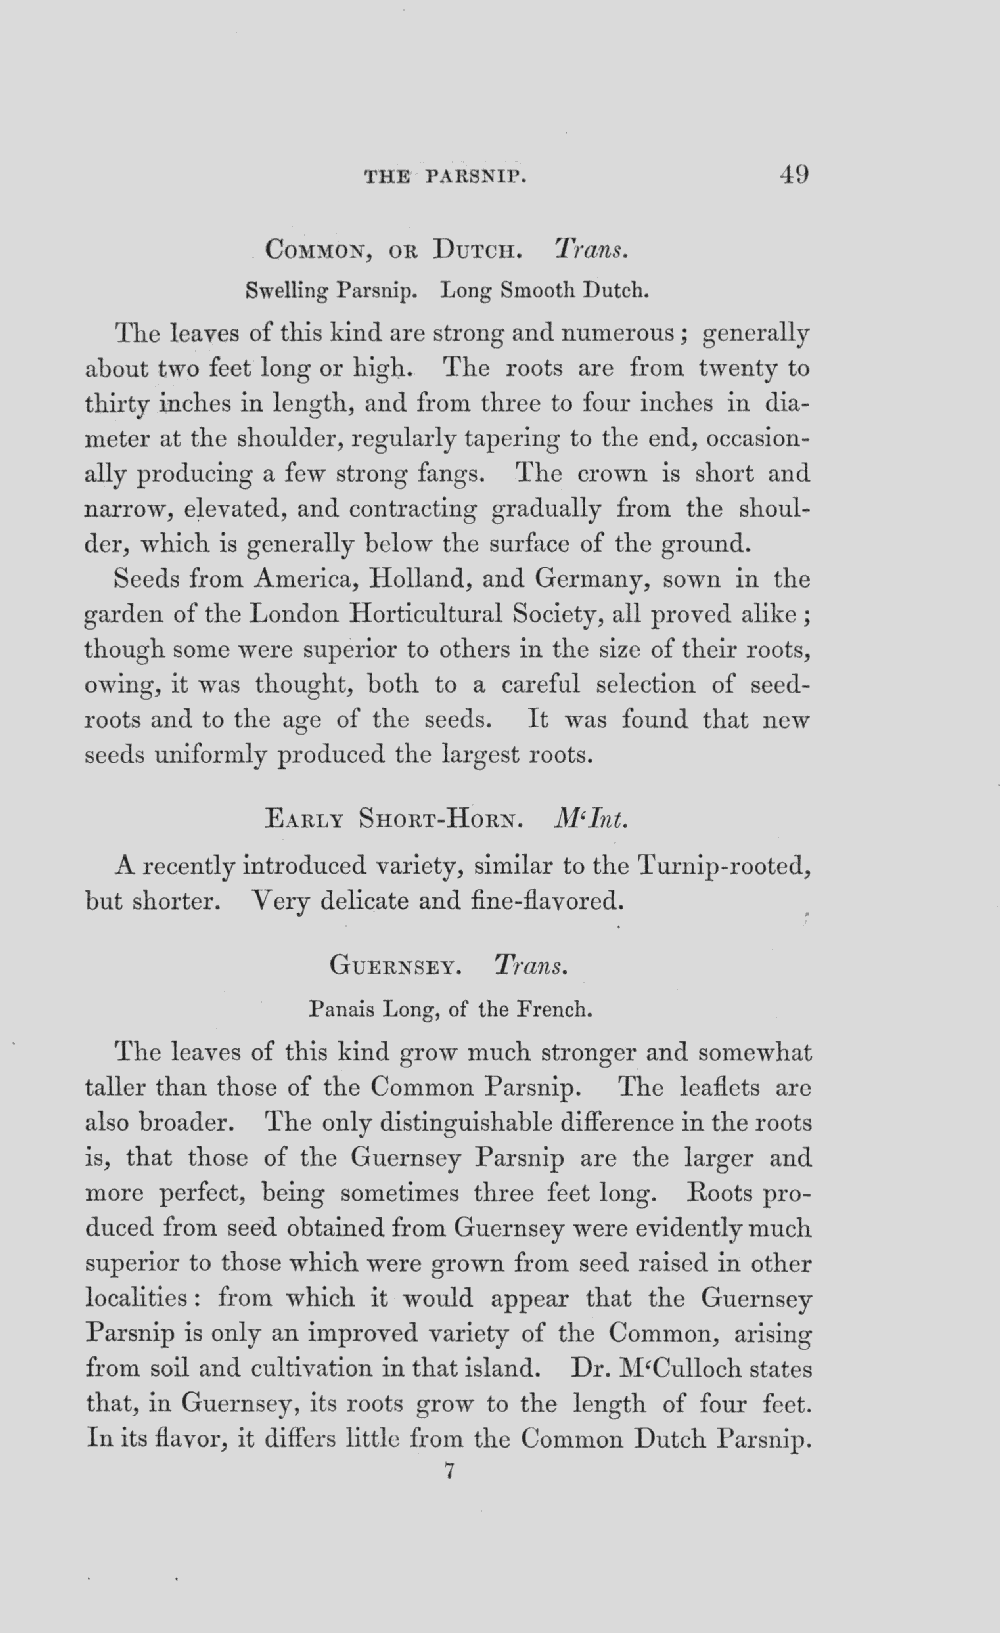 THE PARSNIP. 49
COMMON, OR DUTCH. Trans.
Swelling Parsnip. Long Smooth Dutch.
The leaves of this kind are strong and numerous; generally
about two feet long or high. The roots are from twenty to
thirty inches in length, and from three to four inches in dia-
meter at the shoulder, regularly tapering to the end, occasion-
ally producing a few strong fangs. The crown is short and
narrow, elevated, and contracting gradually from the shoul-
der, which is generally below the surface of the ground.
Seeds from America, Holland, and Germany, sown in the
garden of the London Horticultural Society, all proved alike;
though some were superior to others in the size of their roots,
owing, it was thought, both to a careful selection of seed-
roots and to the age of the seeds. It was found that new
seeds uniformly produced the largest roots.
EARLY SHORT-HORN. M‘Int.
A recently introduced variety, similar to the Turnip-rooted,
but shorter. Very delicate and fine-flavored.
GUERNSEY. Trans.
Panais Long, of the French.
The leaves of this kind grow much stronger and somewhat
taller than those of the Common Parsnip. The leaflets are
also broader. The only distinguishable difference in the roots
is, that those of the Guernsey Parsnip are the larger and
more perfect, being sometimes three feet long. Roots pro-
duced from seed obtained from Guernsey were evidently much
superior to those which were grown from seed raised in other
localities: from which it would appear that the Guernsey
Parsnip is only an improved variety of the Common, arising
from soil and cultivation in that island. Dr. M‘Culloch states
that, in Guernsey, its roots grow to the length of four feet.
In its flavor, it differs little from the Common Dutch Parsnip.
7